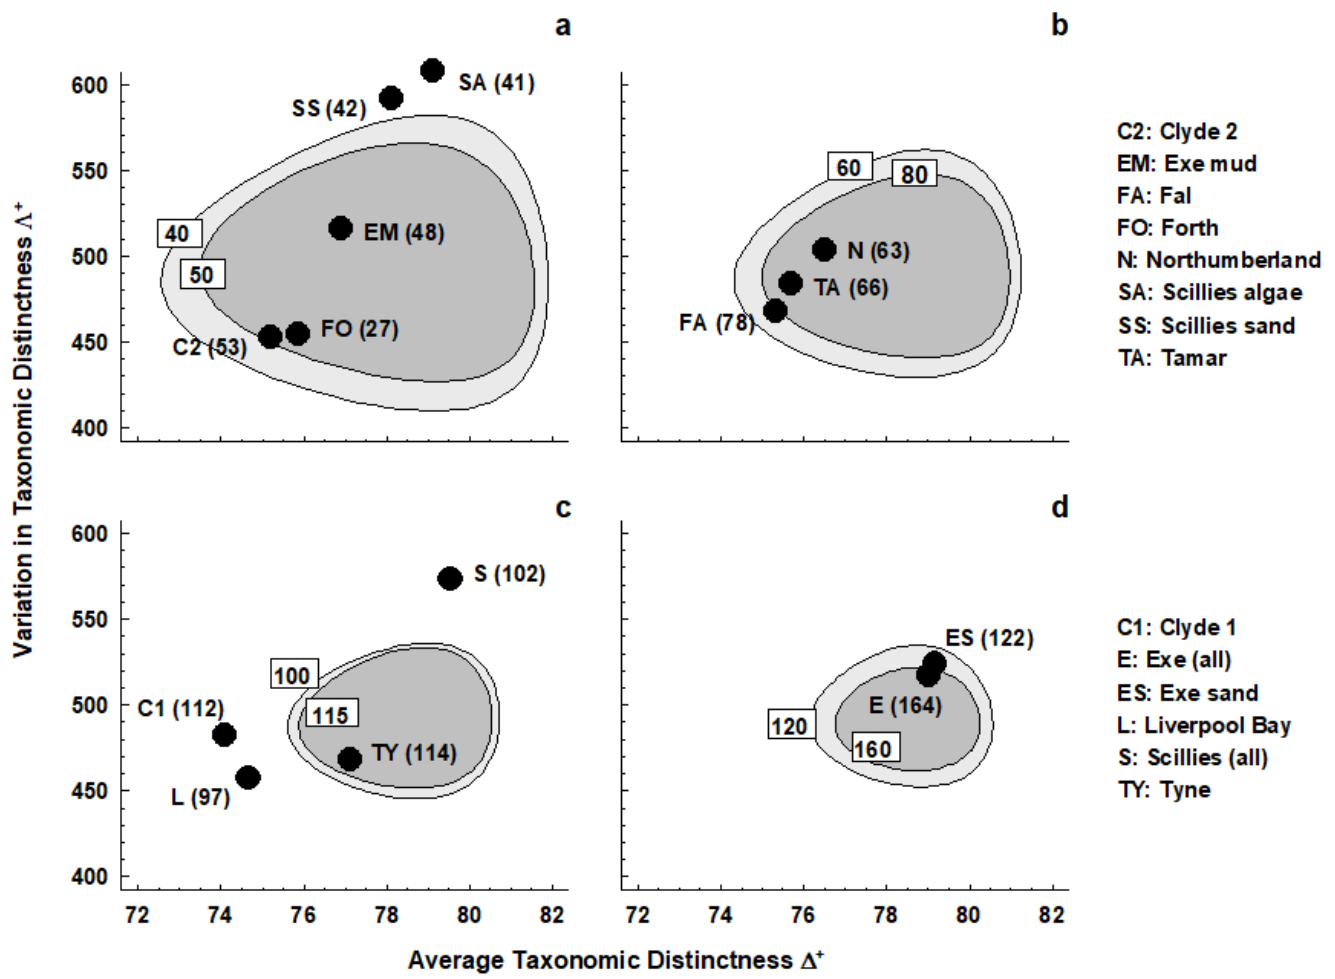 a
b
600
SA (41)
SS (42)
550
500
450
400
40
50
EM (48)
FO (27)
C2 (53)
60
80
N (63)
TA (66)
FA (78)
C2: Clyde 2
EM: Exe mud
FA: Fal
FO: Forth
N: Northumberland
SA: Scillies algae
SS: Scillies sand
TA: Tamar
Variation in Taxonomic Distinctness Λ⁺
c
d
600
550
500
450
400
S (102)
100
115
C1 (112)
TY (114)
L (97)
ES (122)
E (164)
120
160
C1: Clyde 1
E: Exe (all)
ES: Exe sand
L: Liverpool Bay
S: Scillies (all)
TY: Tyne
72 74 76 78 80 82
72 74 76 78 80 82
Average Taxonomic Distinctness Δ⁺